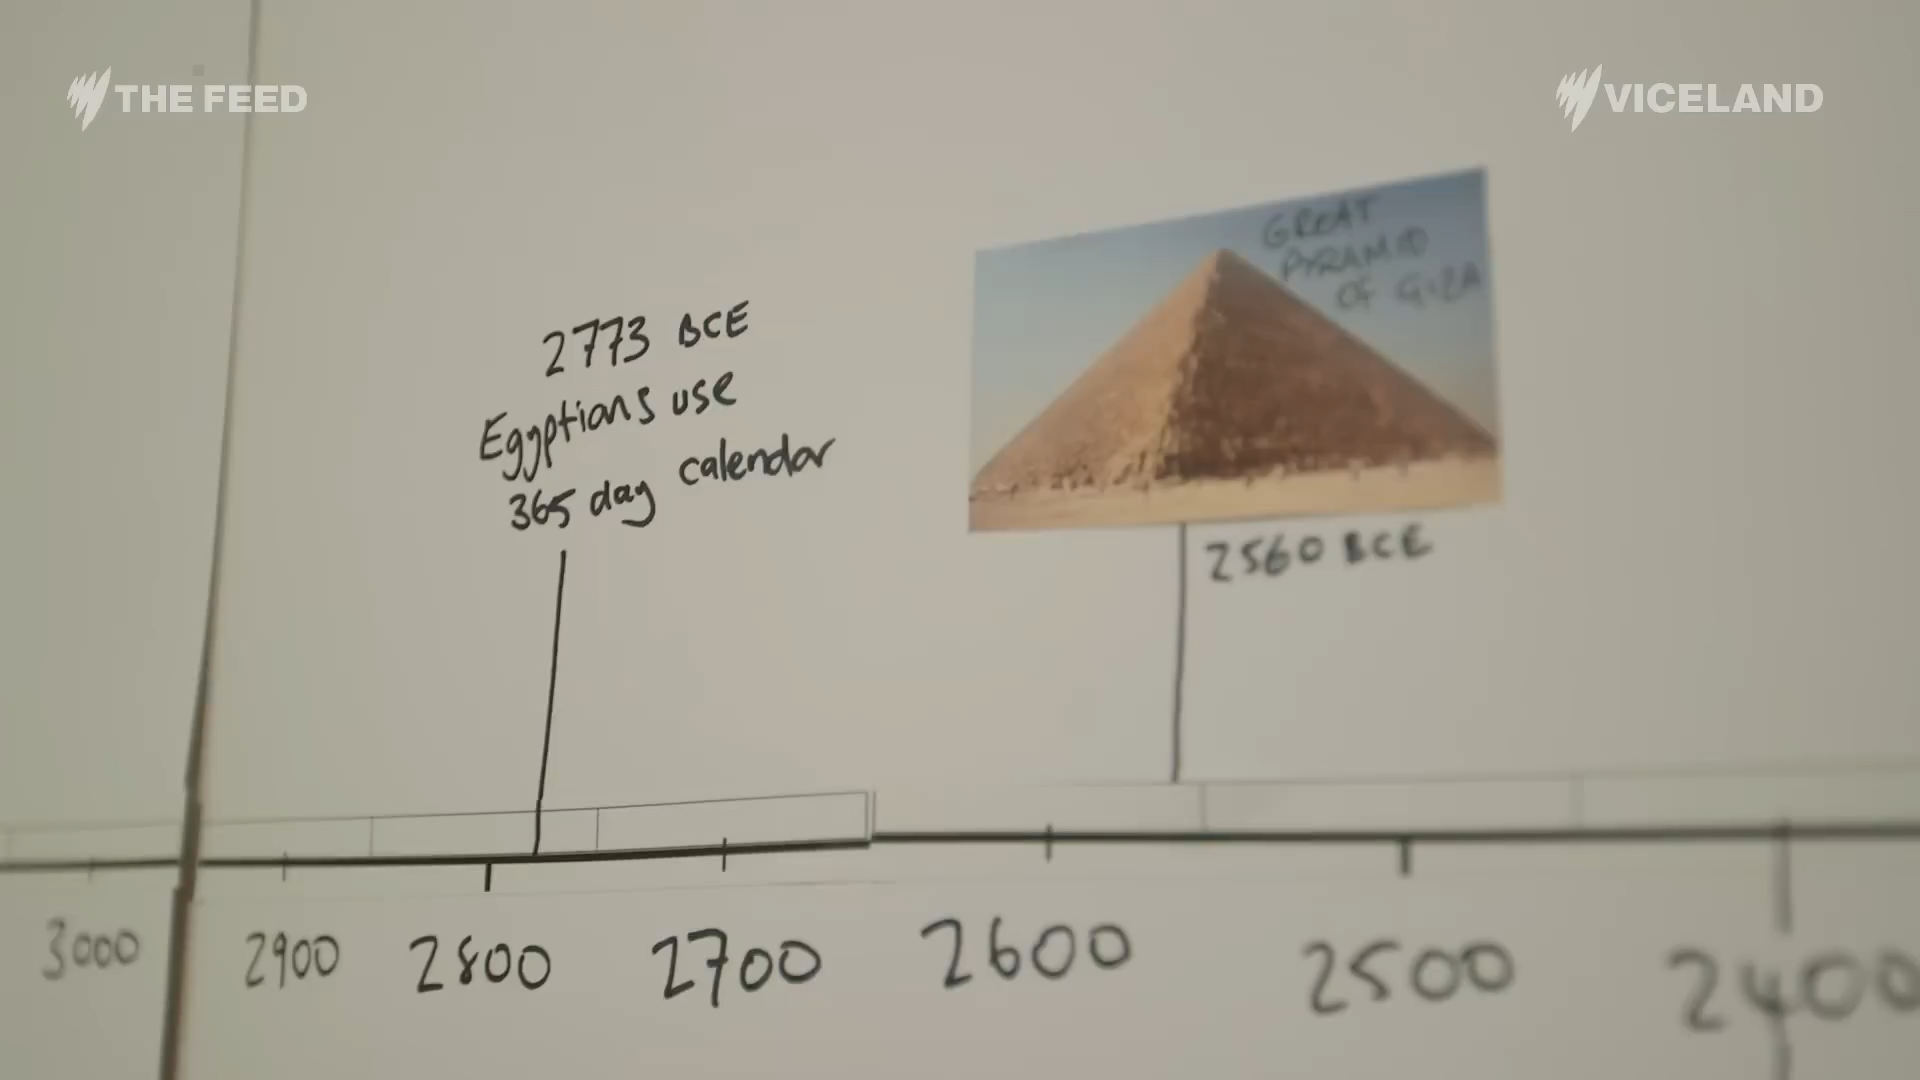 THE FEED
VICELAND
GREAT
PYRAMID
OF GIZA
2773 BCE
Egyptians use
365 day calendar
2560 BCE
3000 2900 2800 2700 2600 2500 2400